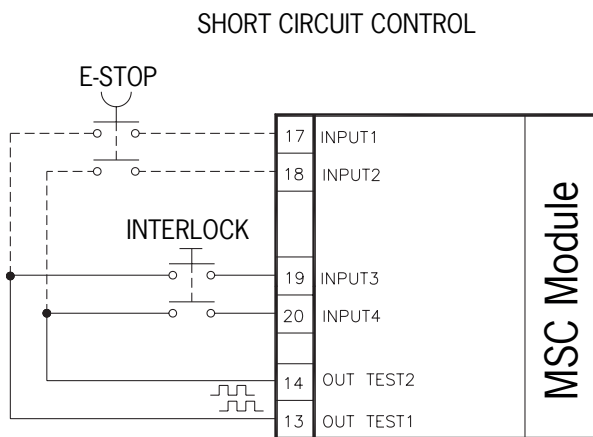 SHORT CIRCUIT CONTROL
E-STOP
17 INPUT1
18 INPUT2
INTERLOCK
19 INPUT3
20 INPUT4
14 OUT TEST2
13 OUT TEST1
MSC Module